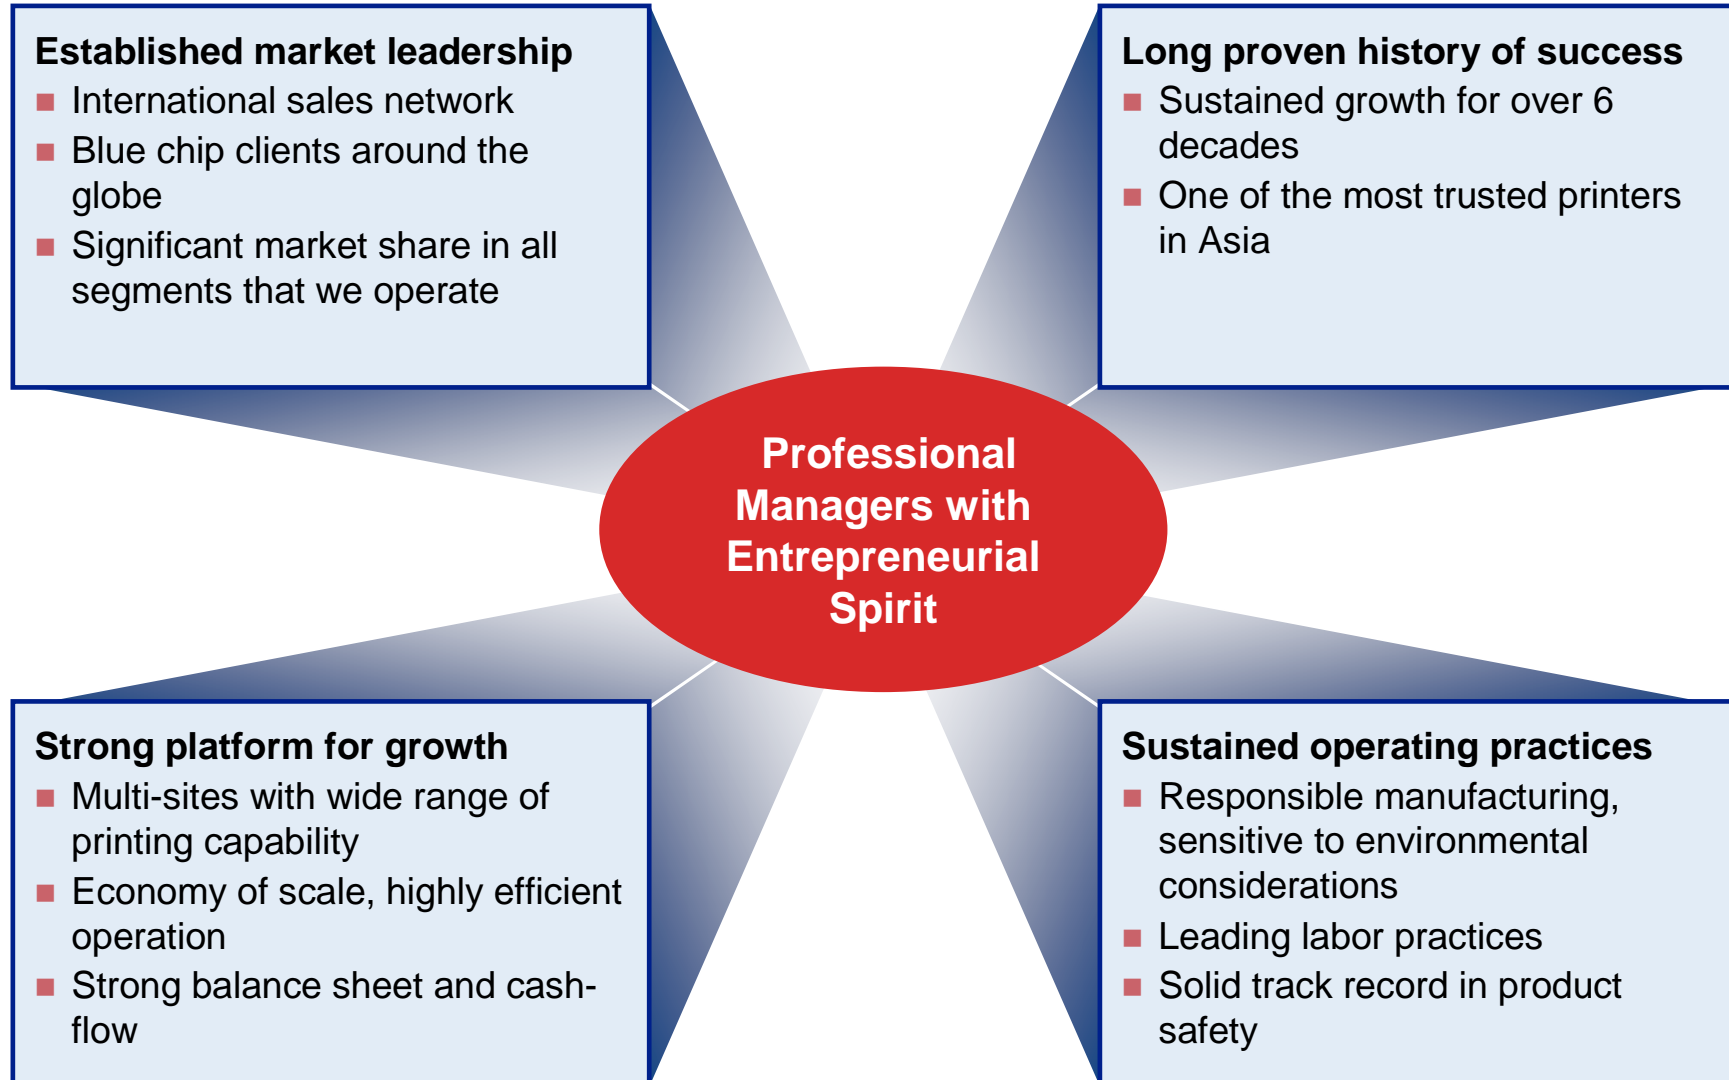 Established market leadership
International sales network
Blue chip clients around the
globe
Significant market share in all
segments that we operate
Long proven history of success
Sustained growth for over 6
decades
One of the most trusted printers
in Asia
Professional
Managers with
Entrepreneurial
Spirit
Strong platform for growth
Multi-sites with wide range of
printing capability
Economy of scale, highly efficient
operation
Strong balance sheet and cash-
flow
Sustained operating practices
Responsible manufacturing,
sensitive to environmental
considerations
Leading labor practices
Solid track record in product
safety